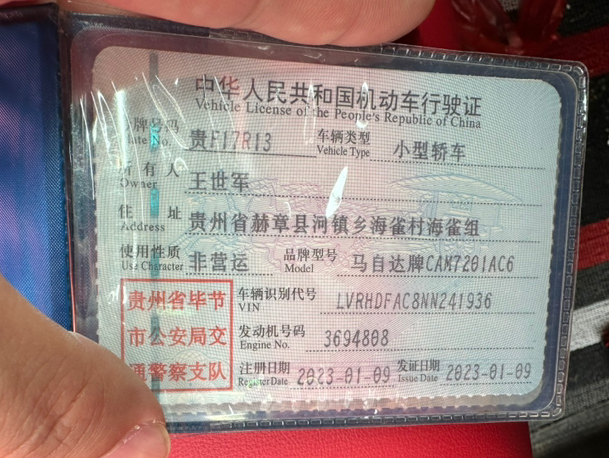 中华人民共和国机动车行驶证
Vehicle License of the People's Republic of China
牌号码 贵F17R13 车辆类型 小型轿车
Plate No. Vehicle Type
所有人 王世军
Owner
住 址 贵州省赫章县河镇乡海雀村海雀组
Address
使用性质 非营运 品牌型号 马自达牌CAM7201AC6
Use Character Model
贵州省毕节
市公安局交
通警察支队
车辆识别代号 LVRHDFAC8NN241936
VIN
发动机号码 3694808
Engine No.
注册日期 2023-01-09 发证日期 2023-01-09
Register Date Issue Date